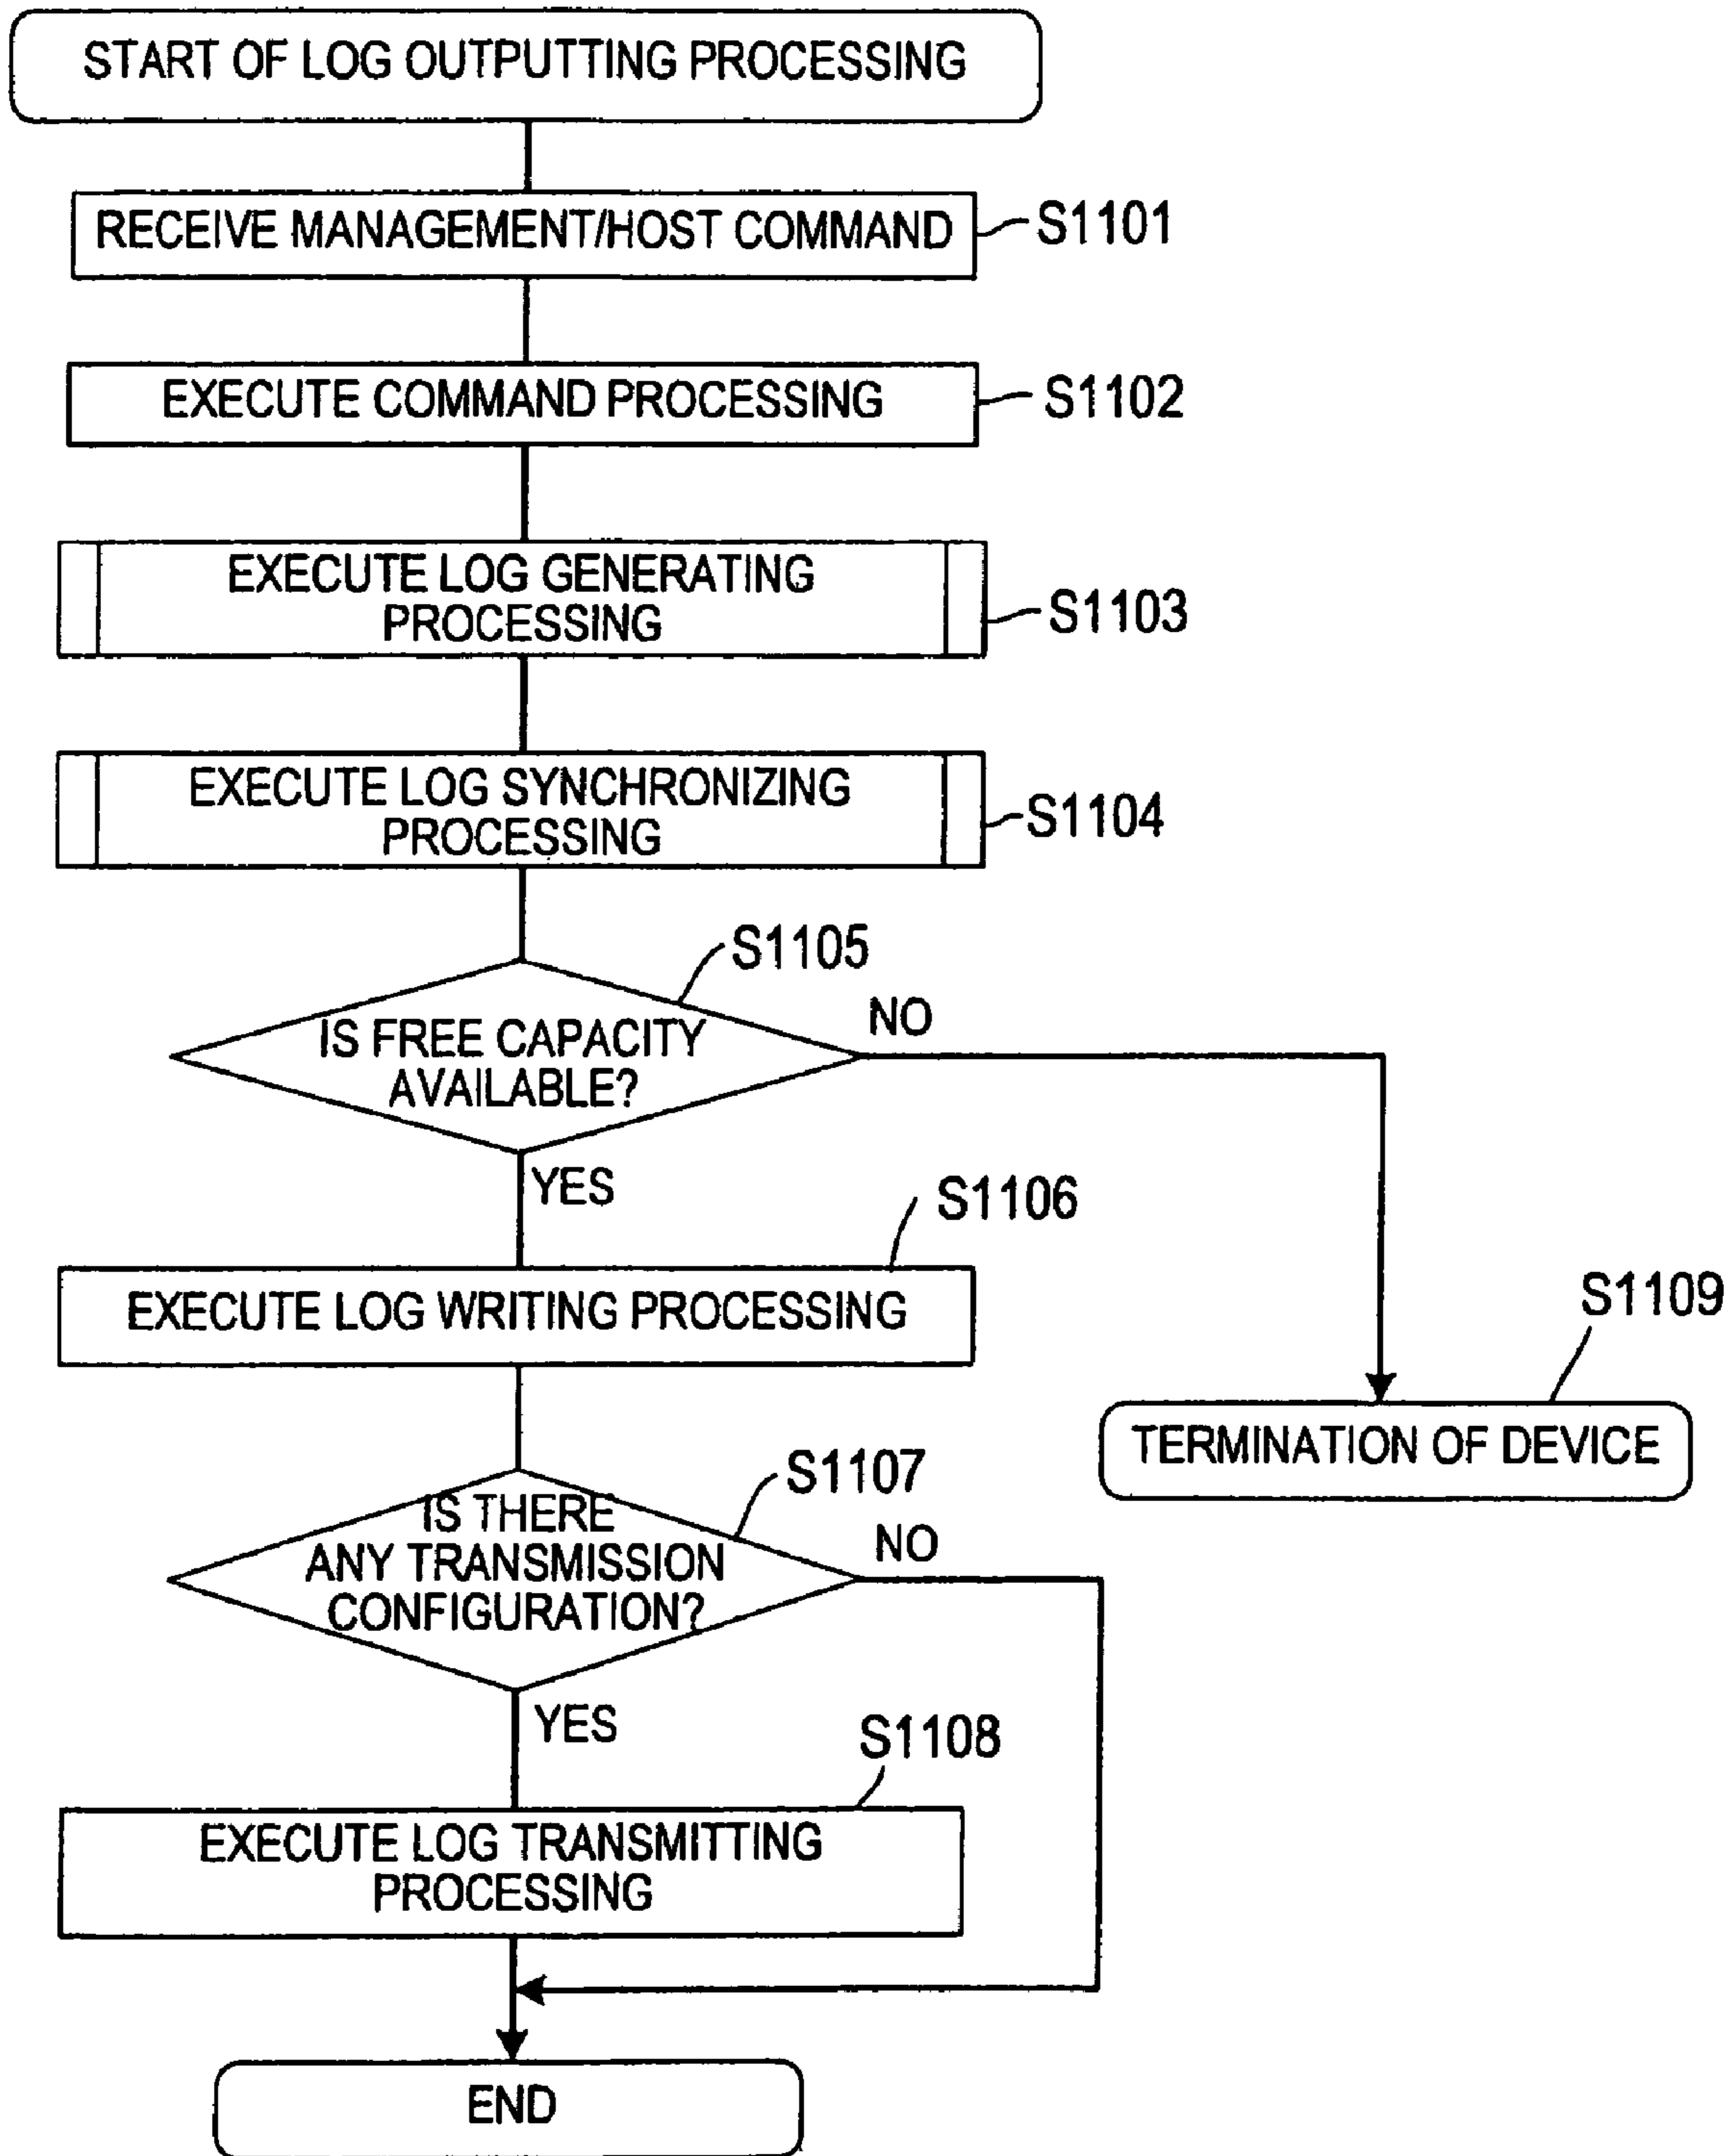 START OF LOG OUTPUTTING PROCESSING
RECEIVE MANAGEMENT/HOST COMMAND
S1101
EXECUTE COMMAND PROCESSING
S1102
EXECUTE LOG GENERATING
PROCESSING
S1103
EXECUTE LOG SYNCHRONIZING
PROCESSING
S1104
S1105
IS FREE CAPACITY
AVAILABLE?
NO
YES
S1106
EXECUTE LOG WRITING PROCESSING
S1109
TERMINATION OF DEVICE
S1107
IS THERE
ANY TRANSMISSION
CONFIGURATION?
NO
YES
S1108
EXECUTE LOG TRANSMITTING
PROCESSING
END